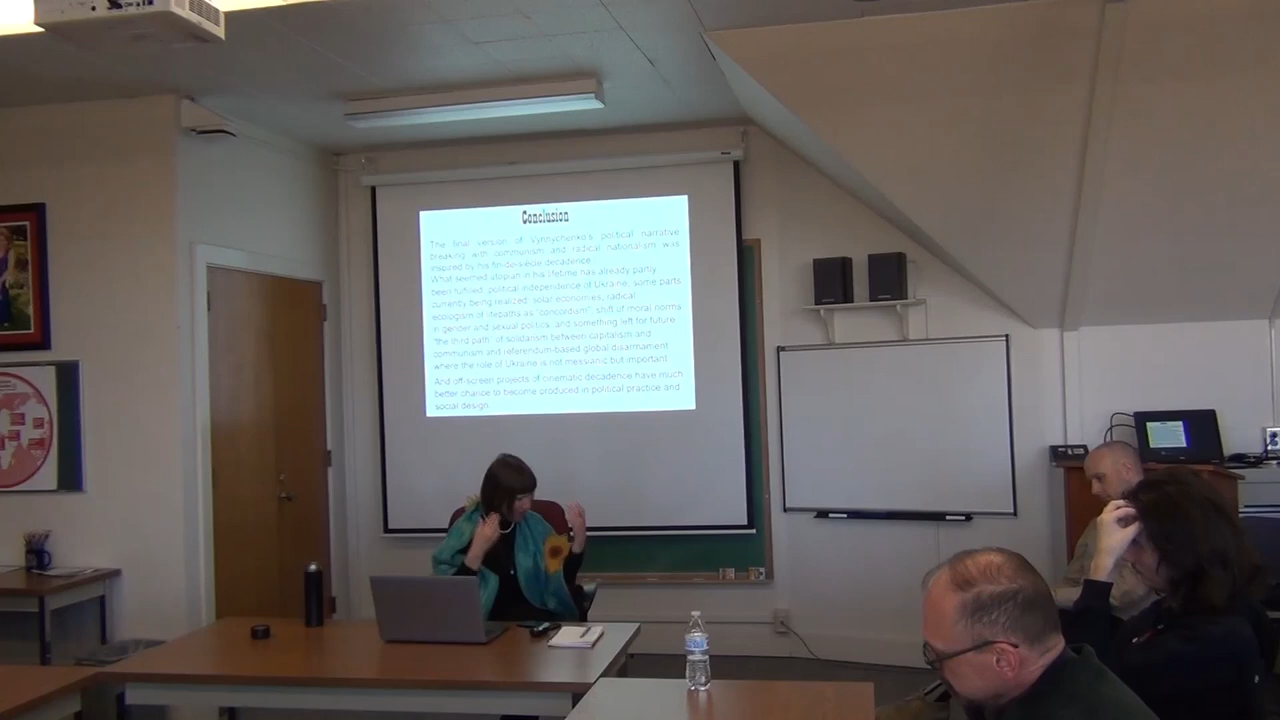 Conclusion
The final version of Vynnychenko's political narrative
breaking with communism and radical nationalism was
inspired by his fin-de-siècle decadence.
What seemed utopian in his lifetime has already partly
been fulfilled: political independence of Ukraine, some parts
currently being realized: solar economies, radical
ecologism of lifepaths as "concordism", shift of moral norms
in gender and sexual politics, and something left for future:
"the third path" of solidarism between capitalism and
communism and referendum-based global disarmament
where the role of Ukraine is not messianic but important.
And off-screen projects of cinematic decadence have much
better chance to become produced in political practice and
social design.